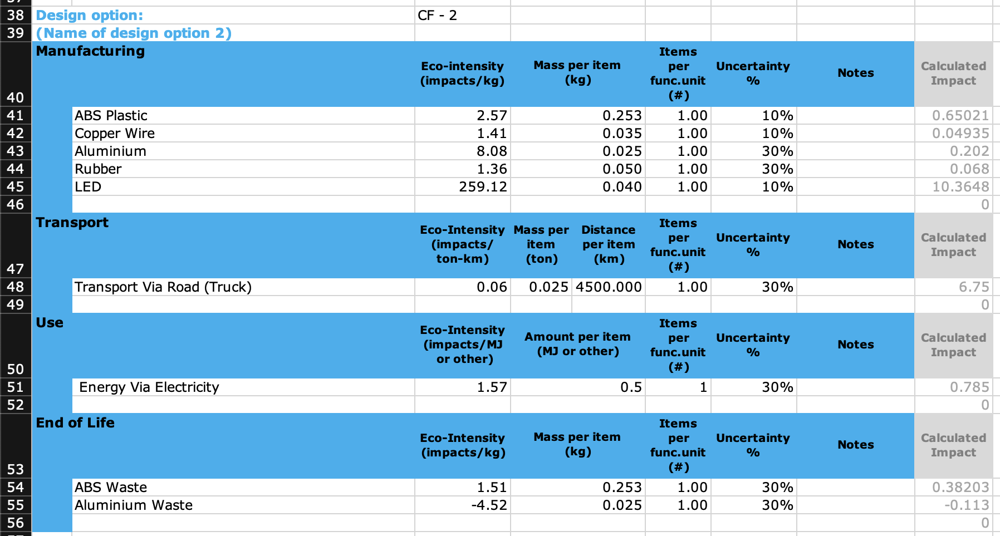 38 Design option: CF - 2
39 (Name of design option 2)
40 Manufacturing Eco-intensity (impacts/kg) Mass per item (kg) Items per func.unit (#) Uncertainty % Notes Calculated Impact
41 ABS Plastic 2.57 0.253 1.00 10% 0.65021
42 Copper Wire 1.41 0.035 1.00 10% 0.04935
43 Aluminium 8.08 0.025 1.00 30% 0.202
44 Rubber 1.36 0.050 1.00 30% 0.068
45 LED 259.12 0.040 1.00 10% 10.3648
46 0
47 Transport Eco-Intensity (impacts/ ton-km) Mass per item (ton) Distance per item (km) Items per func.unit (#) Uncertainty % Notes Calculated Impact
48 Transport Via Road (Truck) 0.06 0.025 4500.000 1.00 30% 6.75
49 0
50 Use Eco-Intensity (impacts/MJ or other) Amount per item (MJ or other) Items per func.unit (#) Uncertainty % Notes Calculated Impact
51 Energy Via Electricity 1.57 0.5 1 30% 0.785
52 0
53 End of Life Eco-Intensity (impacts/kg) Mass per item (kg) Items per func.unit (#) Uncertainty % Notes Calculated Impact
54 ABS Waste 1.51 0.253 1.00 30% 0.38203
55 Aluminium Waste -4.52 0.025 1.00 30% -0.113
56 0